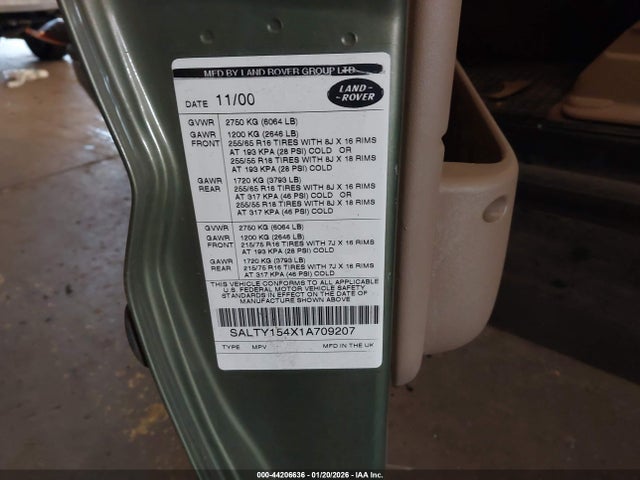 MFD BY LAND ROVER GROUP LTD
DATE 11/00
LAND-
-ROVER
GVWR 2750 KG (6064 LB)
GAWR 1200 KG (2646 LB)
FRONT 255/65 R16 TIRES WITH 8J X 16 RIMS
AT 193 KPA (28 PSI) COLD OR
255/55 R18 TIRES WITH 8J X 18 RIMS
AT 193 KPA (28 PSI) COLD
GAWR 1720 KG (3793 LB)
REAR 255/65 R16 TIRES WITH 8J X 16 RIMS
AT 317 KPA (46 PSI) COLD OR
255/55 R18 TIRES WITH 8J X 18 RIMS
AT 317 KPA (46 PSI) COLD
GVWR 2750 KG (6064 LB)
GAWR 1200 KG (2646 LB)
FRONT 215/75 R16 TIRES WITH 7J X 16 RIMS
AT 193 KPA (28 PSI) COLD
GAWR 1720 KG (3793 LB)
REAR 215/75 R16 TIRES WITH 7J X 16 RIMS
AT 317 KPA (46 PSI) COLD
THIS VEHICLE CONFORMS TO ALL APPLICABLE
U.S. FEDERAL MOTOR VEHICLE SAFETY
STANDARDS IN EFFECT ON THE DATE OF
MANUFACTURE SHOWN ABOVE
SALTY154X1A709207
TYPE MPV MFD IN THE UK
000-44206636 - 01/20/2026 - © Copyright 2026 IAA Inc.